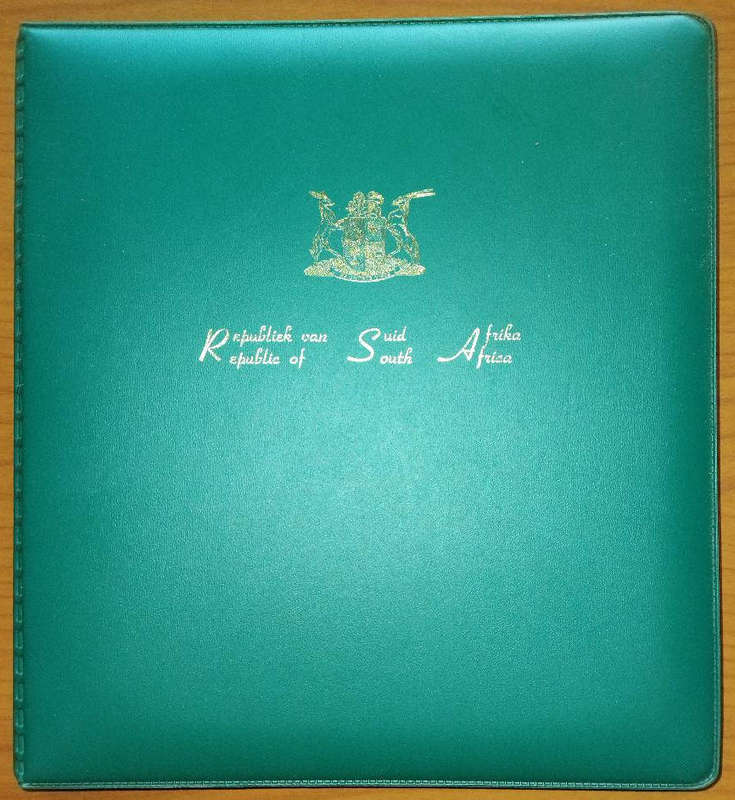 Republiek van Suid Afrika
Republic of South Africa